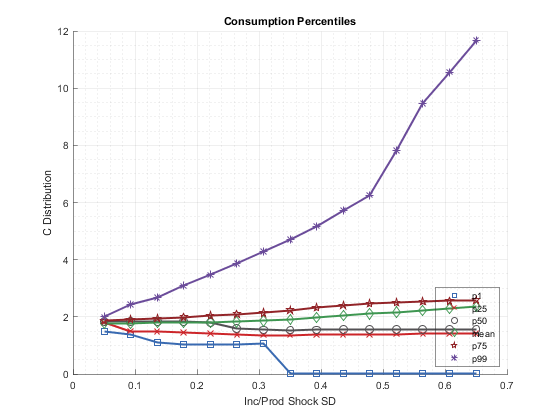 Consumption Percentiles
12
10
8
6
4
2
0
C Distribution
0 0.1 0.2 0.3 0.4 0.5 0.6 0.7
Inc/Prod Shock SD
p1
p25
p50
mean
p75
p99